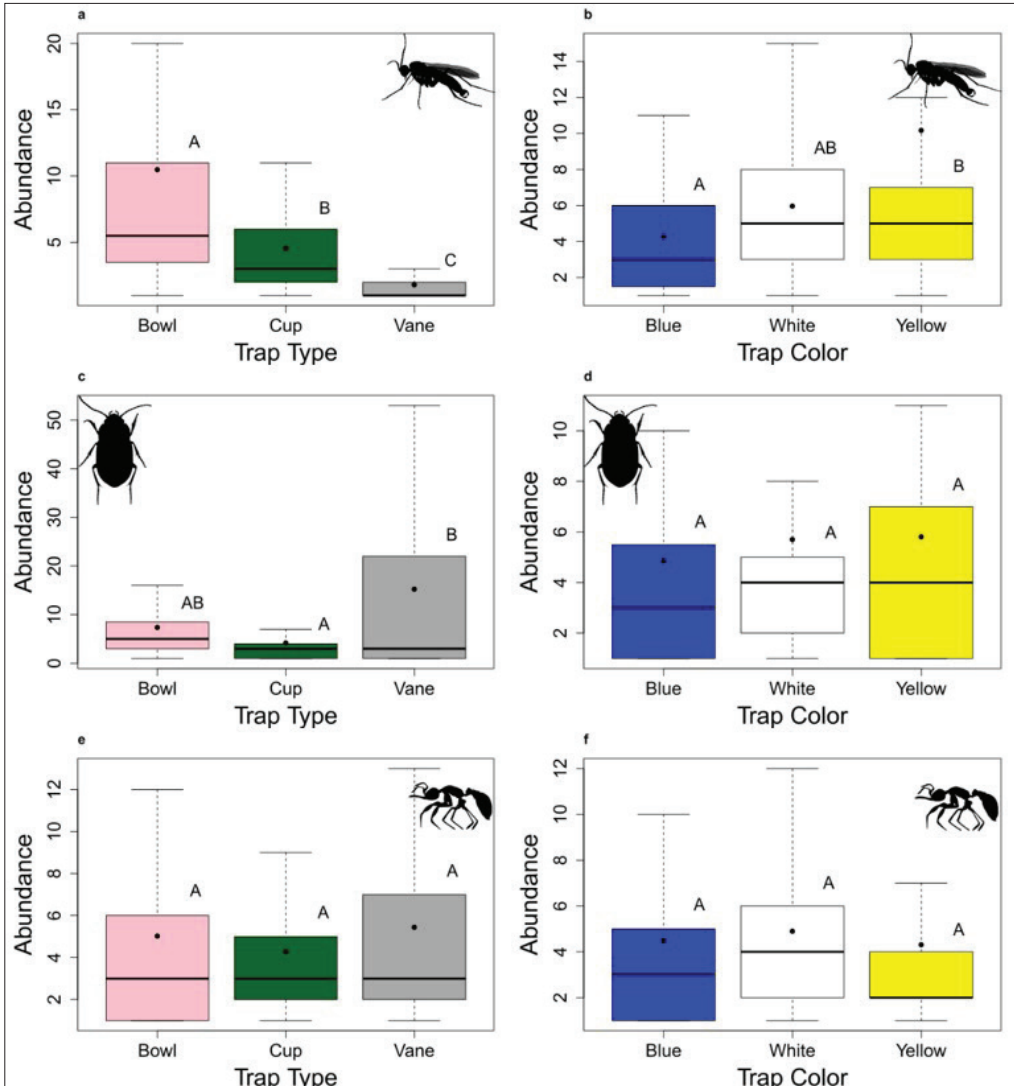 a
Abundance
20
15
10
5
A
B
C
Bowl Cup Vane
Trap Type
b
Abundance
14
12
10
8
6
4
2
A
AB
B
Blue White Yellow
Trap Color
c
Abundance
50
40
30
20
10
0
AB
A
B
Bowl Cup Vane
Trap Type
d
Abundance
10
8
6
4
2
A
A
A
Blue White Yellow
Trap Color
e
Abundance
12
10
8
6
4
2
A
A
A
Bowl Cup Vane
Trap Type
f
Abundance
12
10
8
6
4
2
A
A
A
Blue White Yellow
Trap Color